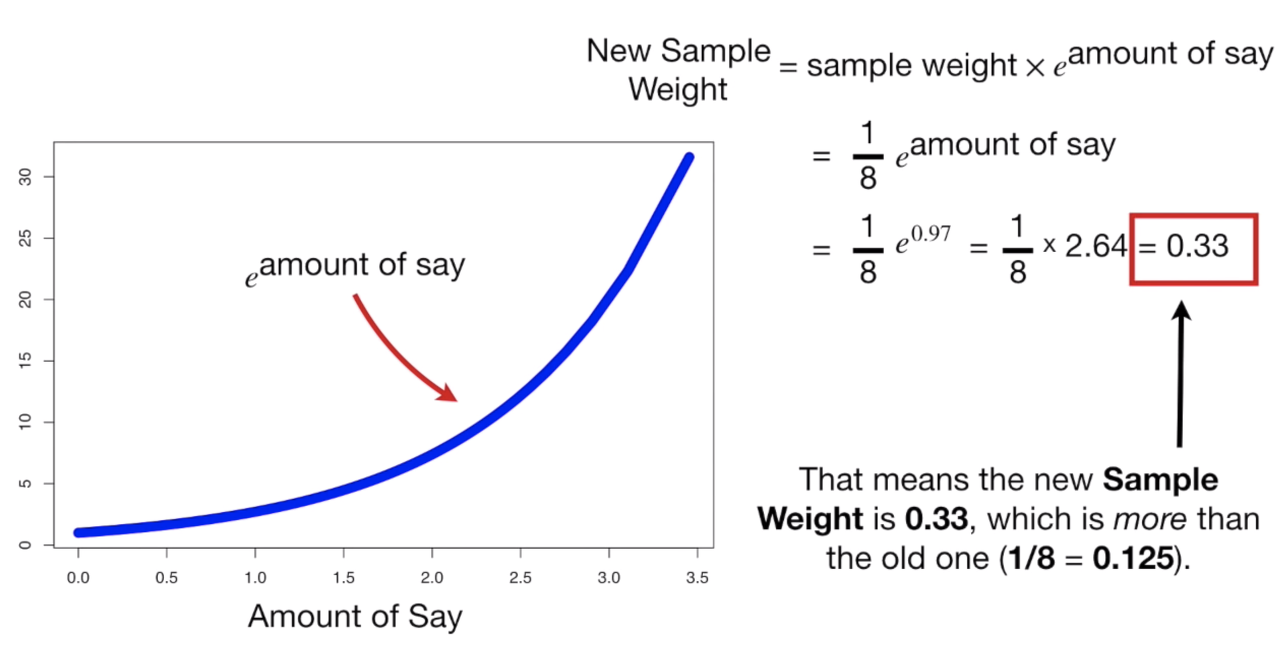 New Sample
Weight
= sample weight × e^amount of say
= 1/8 e^amount of say
= 1/8 e^0.97 = 1/8 x 2.64 = 0.33
e^amount of say
30
25
20
15
10
5
0
0.0 0.5 1.0 1.5 2.0 2.5 3.0 3.5
Amount of Say
That means the new Sample
Weight is 0.33, which is more than
the old one (1/8 = 0.125).